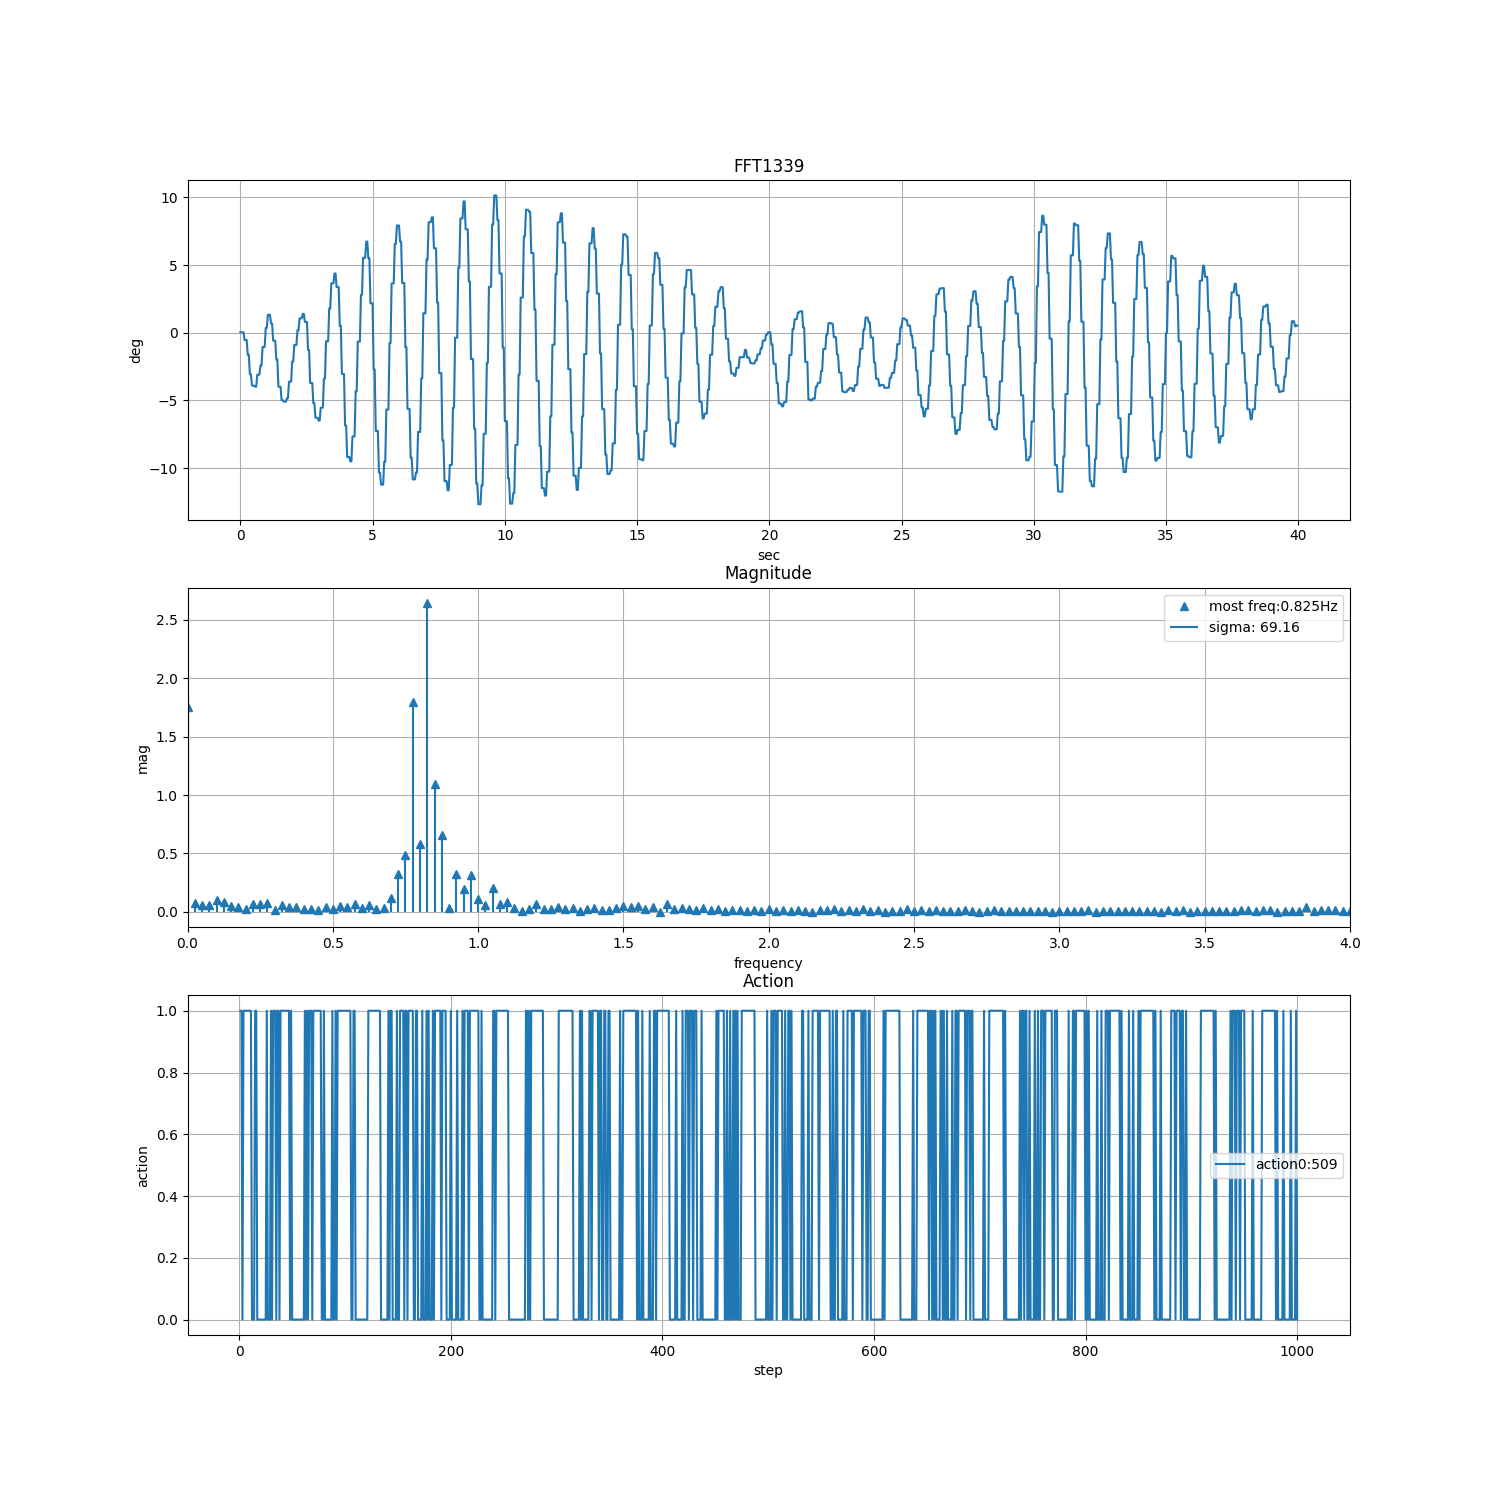 FFT1339
10
5
0
−5
−10
deg
0 5 10 15 20 25 30 35 40
sec
Magnitude
most freq:0.825Hz
sigma: 69.16
2.5
2.0
1.5
1.0
0.5
0.0
mag
0.0 0.5 1.0 1.5 2.0 2.5 3.0 3.5 4.0
frequency
Action
1.0
0.8
0.6
0.4
0.2
0.0
action
action0:509
0 200 400 600 800 1000
step